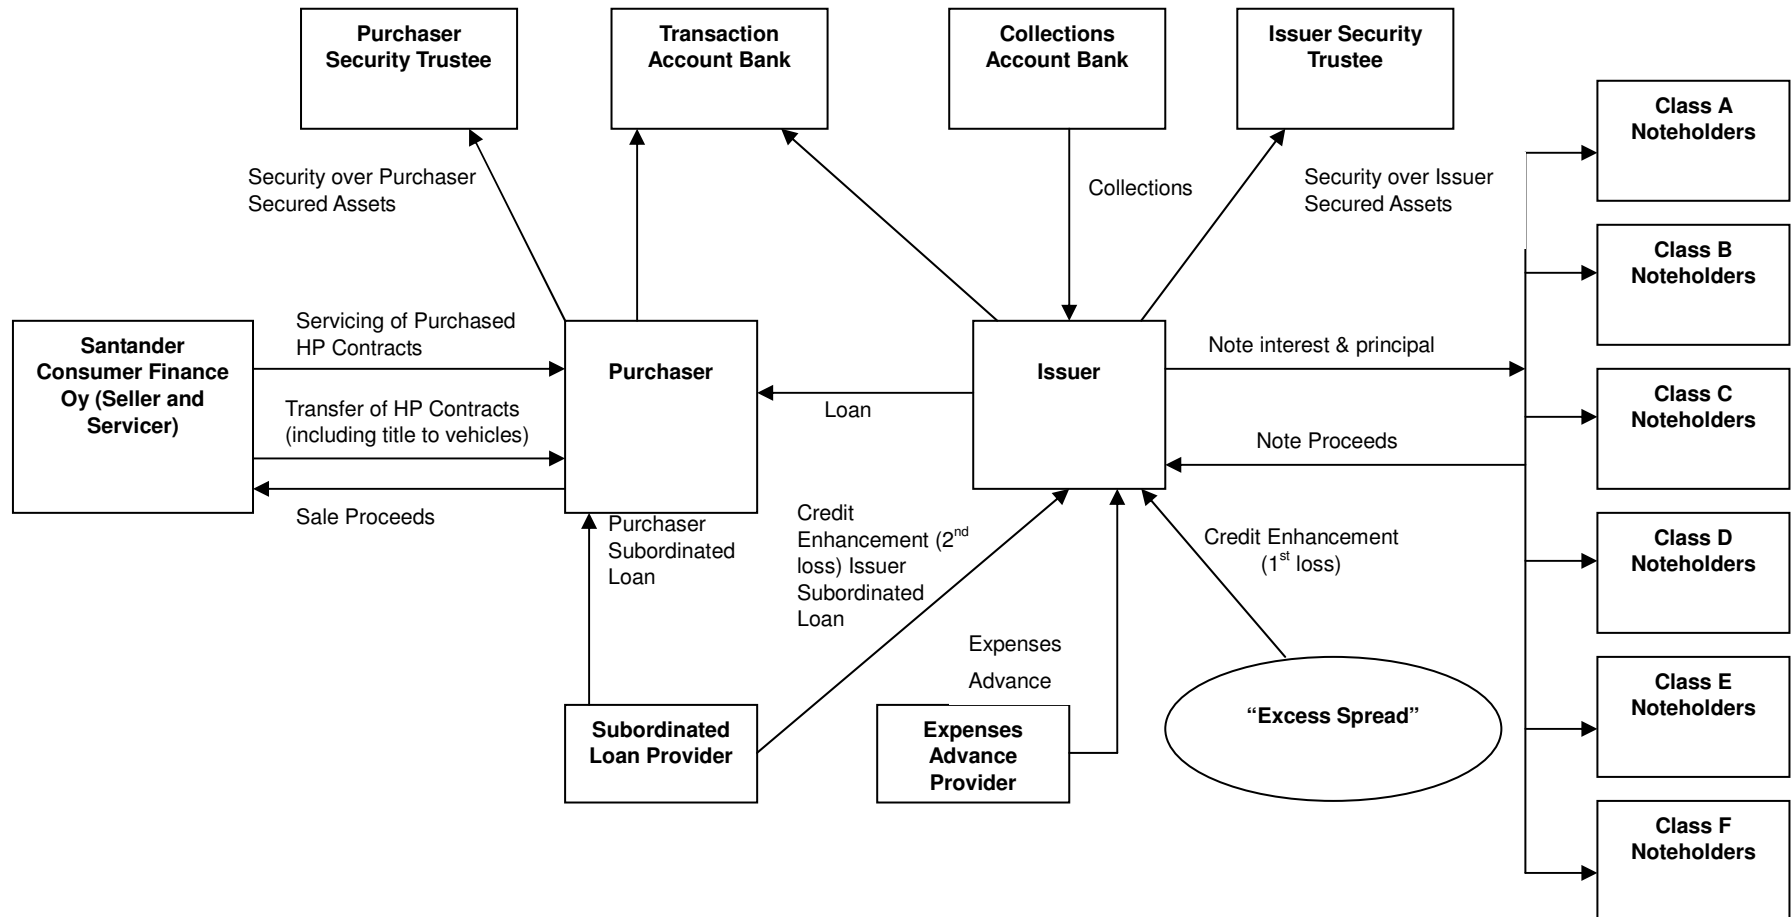 Purchaser
Security Trustee
Transaction
Account Bank
Collections
Account Bank
Issuer Security
Trustee
Class A
Noteholders
Security over Purchaser
Secured Assets
Collections
Security over Issuer
Secured Assets
Class B
Noteholders
Santander
Consumer Finance
Oy (Seller and
Servicer)
Servicing of Purchased
HP Contracts
Transfer of HP Contracts
(including title to vehicles)
Sale Proceeds
Purchaser
Loan
Issuer
Note interest & principal
Note Proceeds
Class C
Noteholders
Purchaser
Subordinated
Loan
Credit
Enhancement (2nd
loss) Issuer
Subordinated
Loan
Credit Enhancement
(1st loss)
Class D
Noteholders
Expenses
Advance
Subordinated
Loan Provider
Expenses
Advance
Provider
“Excess Spread”
Class E
Noteholders
Class F
Noteholders